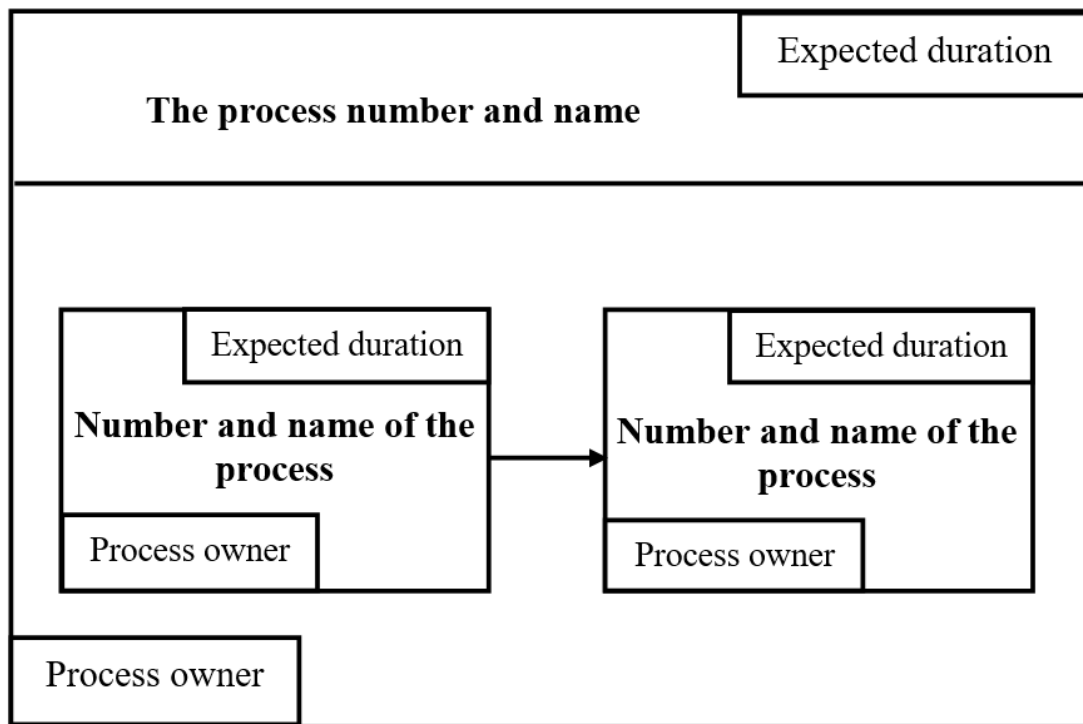 Expected duration
The process number and name
Expected duration
Number and name of the
process
Process owner
Expected duration
Number and name of the
process
Process owner
Process owner